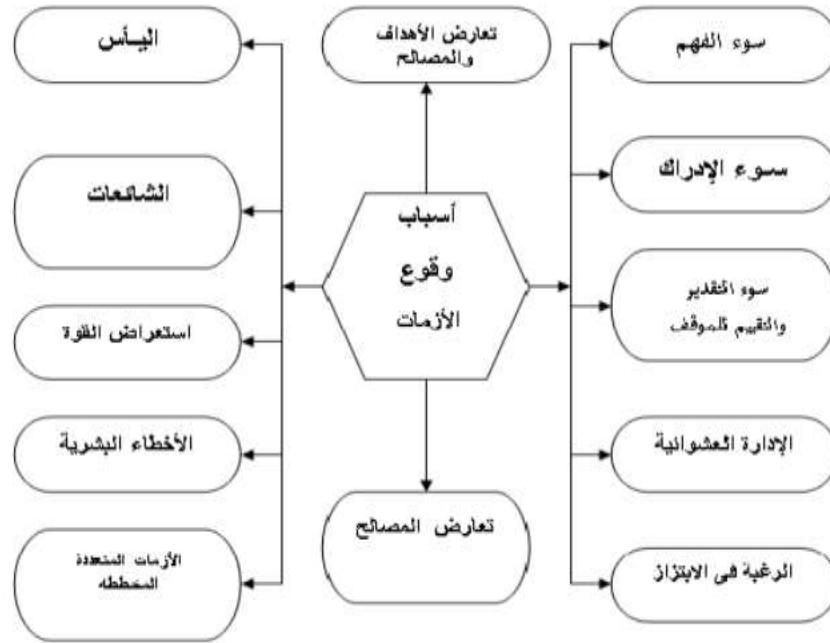 سوء الفهم
سوء الإدراك
سوء التقدير
والتقييم للموقف
الإدارة العشوائية
الرغبة في الابتزاز
تعارض الأهداف
والمصالح
أسباب
وقوع
الأزمات
تعارض المصالح
اليأس
الشائعات
استعراض القوة
الأخطاء البشرية
الأزمات المتعددة
المخططه